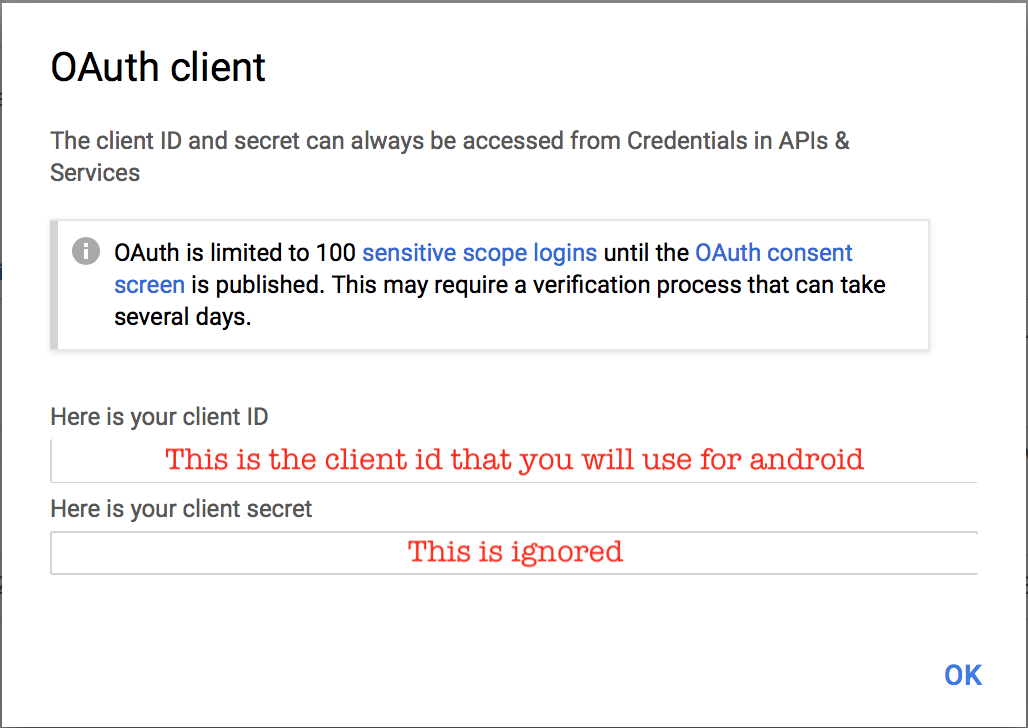 OAuth client
The client ID and secret can always be accessed from Credentials in APIs &
Services
OAuth is limited to 100 sensitive scope logins until the OAuth consent
screen is published. This may require a verification process that can take
several days.
Here is your client ID
This is the client id that you will use for android
Here is your client secret
This is ignored
OK